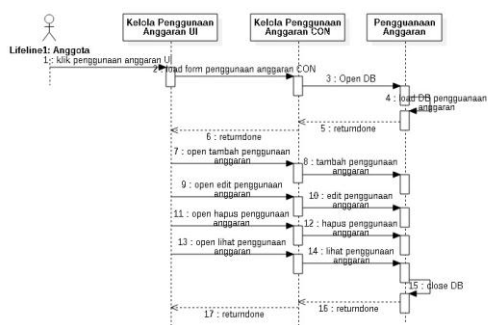 Kelola Penggunaan
Anggaran UI
Kelola Penggunaan
Anggaran CON
Penggunaan
Anggaran
Lifeline1: Anggota
1 : klik penggunaan anggaran UI
2 : load form penggunaan anggaran CON
3 : Open DB
4 : load DB penggunaanan
anggaran
5 : returndone
6 : returndone
7 : open tambah penggunaan
anggaran
8 : tambah penggunaan
anggaran
9 : open edit penggunaan
anggaran
10 : edit penggunaan
anggaran
11 : open hapus penggunaan
anggaran
12 : hapus penggunaan
anggaran
13 : open lihat penggunaan
anggaran
14 : lihat penggunaan
anggaran
15 : close DB
16 : returndone
17 : returndone